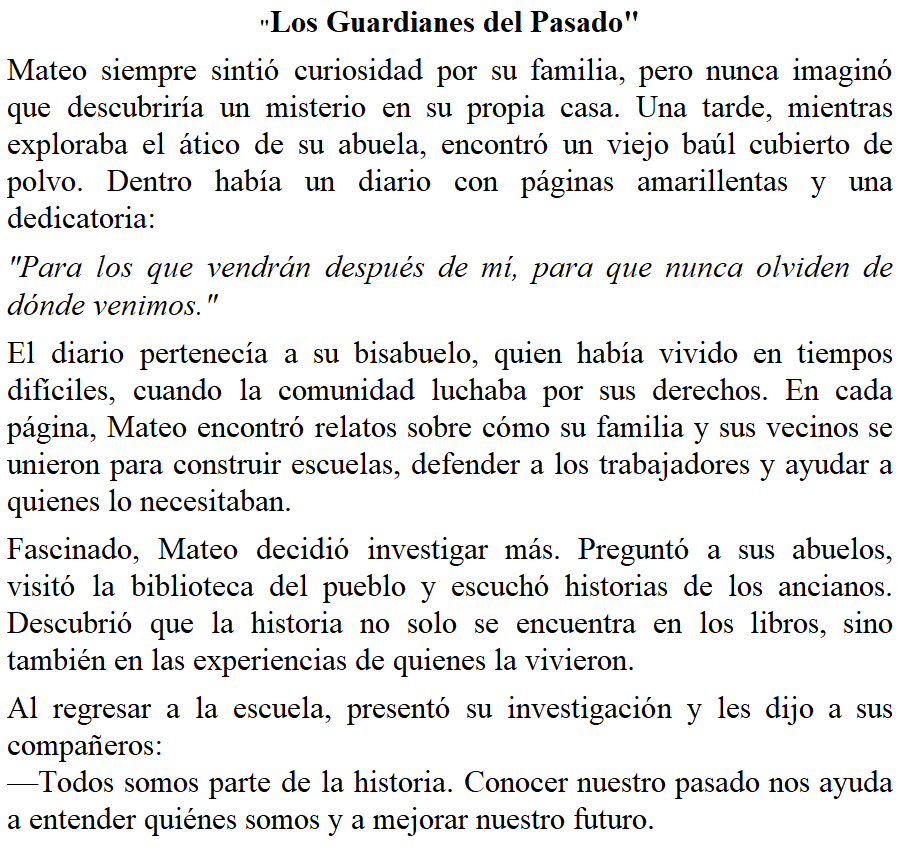 "Los Guardianes del Pasado"
Mateo siempre sintió curiosidad por su familia, pero nunca imaginó
que descubriría un misterio en su propia casa. Una tarde, mientras
exploraba el ático de su abuela, encontró un viejo baúl cubierto de
polvo. Dentro había un diario con páginas amarillentas y una
dedicatoria:
"Para los que vendrán después de mí, para que nunca olviden de
dónde venimos."
El diario pertenecía a su bisabuelo, quien había vivido en tiempos
difíciles, cuando la comunidad luchaba por sus derechos. En cada
página, Mateo encontró relatos sobre cómo su familia y sus vecinos se
unieron para construir escuelas, defender a los trabajadores y ayudar a
quienes lo necesitaban.
Fascinado, Mateo decidió investigar más. Preguntó a sus abuelos,
visitó la biblioteca del pueblo y escuchó historias de los ancianos.
Descubrió que la historia no solo se encuentra en los libros, sino
también en las experiencias de quienes la vivieron.
Al regresar a la escuela, presentó su investigación y les dijo a sus
compañeros:
—Todos somos parte de la historia. Conocer nuestro pasado nos ayuda
a entender quiénes somos y a mejorar nuestro futuro.